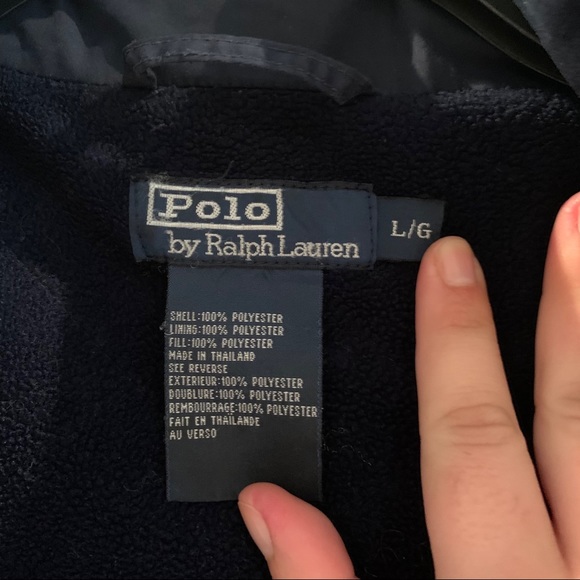 Polo
by Ralph Lauren
L/G
SHELL:100% POLYESTER
LINING:100% POLYESTER
FILL:100% POLYESTER
MADE IN THAILAND
SEE REVERSE
EXTERIEUR:100% POLYESTER
DOUBLURE:100% POLYESTER
REMBOURRAGE:100% POLYESTER
FAIT EN THAILANDE
AU VERSO